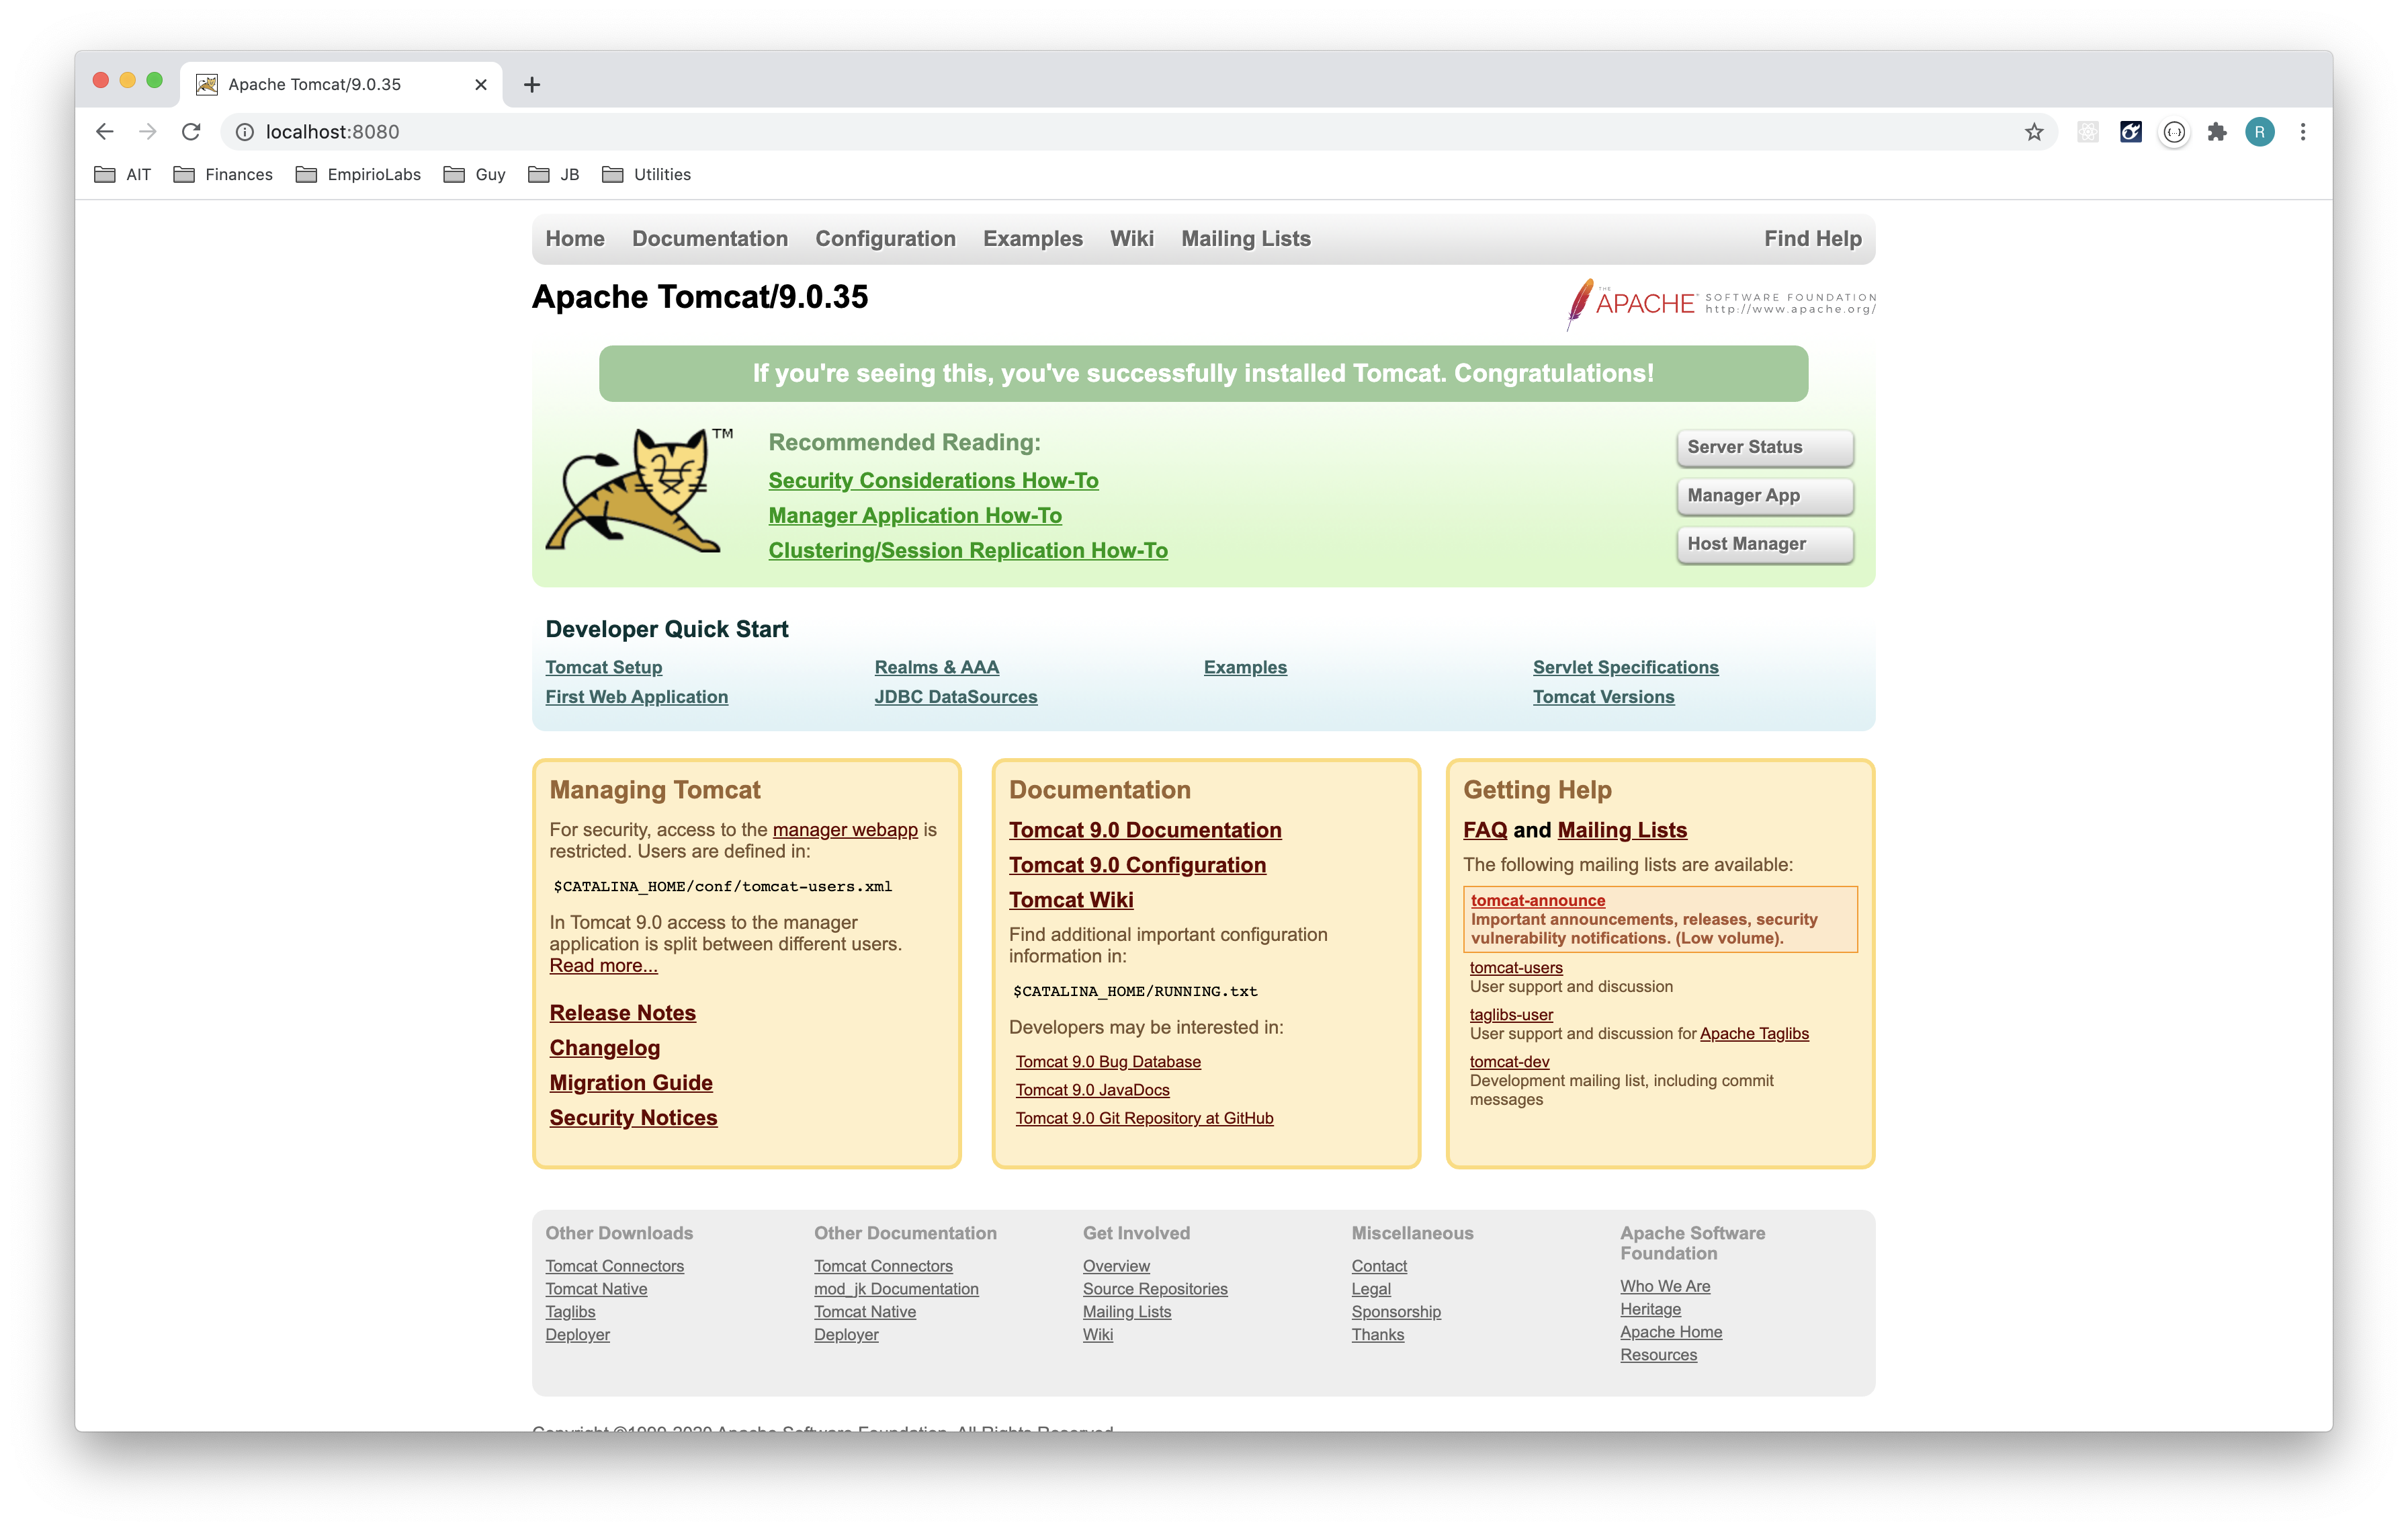 Apache Tomcat/9.0.35
localhost:8080
R
AIT Finances EmpirioLabs Guy JB Utilities
Home Documentation Configuration Examples Wiki Mailing Lists Find Help
Apache Tomcat/9.0.35
THE APACHE SOFTWARE FOUNDATION
http://www.apache.org/
If you're seeing this, you've successfully installed Tomcat. Congratulations!
TM
Recommended Reading:
Security Considerations How-To
Manager Application How-To
Clustering/Session Replication How-To
Server Status
Manager App
Host Manager
Developer Quick Start
Tomcat Setup
First Web Application
Realms & AAA
JDBC DataSources
Examples
Servlet Specifications
Tomcat Versions
Managing Tomcat
For security, access to the manager webapp is
restricted. Users are defined in:
$CATALINA_HOME/conf/tomcat-users.xml
In Tomcat 9.0 access to the manager
application is split between different users.
Read more...
Release Notes
Changelog
Migration Guide
Security Notices
Documentation
Tomcat 9.0 Documentation
Tomcat 9.0 Configuration
Tomcat Wiki
Find additional important configuration
information in:
$CATALINA_HOME/RUNNING.txt
Developers may be interested in:
Tomcat 9.0 Bug Database
Tomcat 9.0 JavaDocs
Tomcat 9.0 Git Repository at GitHub
Getting Help
FAQ and Mailing Lists
The following mailing lists are available:
tomcat-announce
Important announcements, releases, security
vulnerability notifications. (Low volume).
tomcat-users
User support and discussion
taglibs-user
User support and discussion for Apache Taglibs
tomcat-dev
Development mailing list, including commit
messages
Other Downloads
Tomcat Connectors
Tomcat Native
Taglibs
Deployer
Other Documentation
Tomcat Connectors
mod_jk Documentation
Tomcat Native
Deployer
Get Involved
Overview
Source Repositories
Mailing Lists
Wiki
Miscellaneous
Contact
Legal
Sponsorship
Thanks
Apache Software
Foundation
Who We Are
Heritage
Apache Home
Resources
Copyright ©1999-2020 Apache Software Foundation. All Rights Reserved